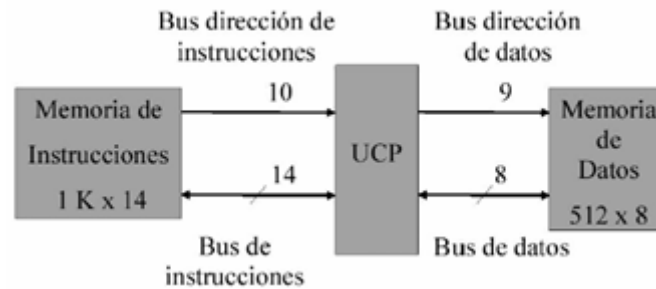 Bus dirección de
instrucciones
Bus dirección
de datos
10
9
Memoria de
Instrucciones
1 K x 14
UCP
Memoria
de
Datos
512 x 8
14
8
Bus de
instrucciones
Bus de datos